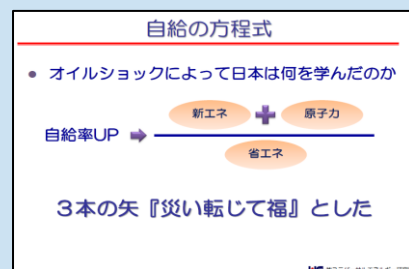 自給の方程式
● オイルショックによって日本は何を学んだのか
新エネ + 原子力
自給率UP ➡
省エネ
3本の矢『災い転じて福』とした